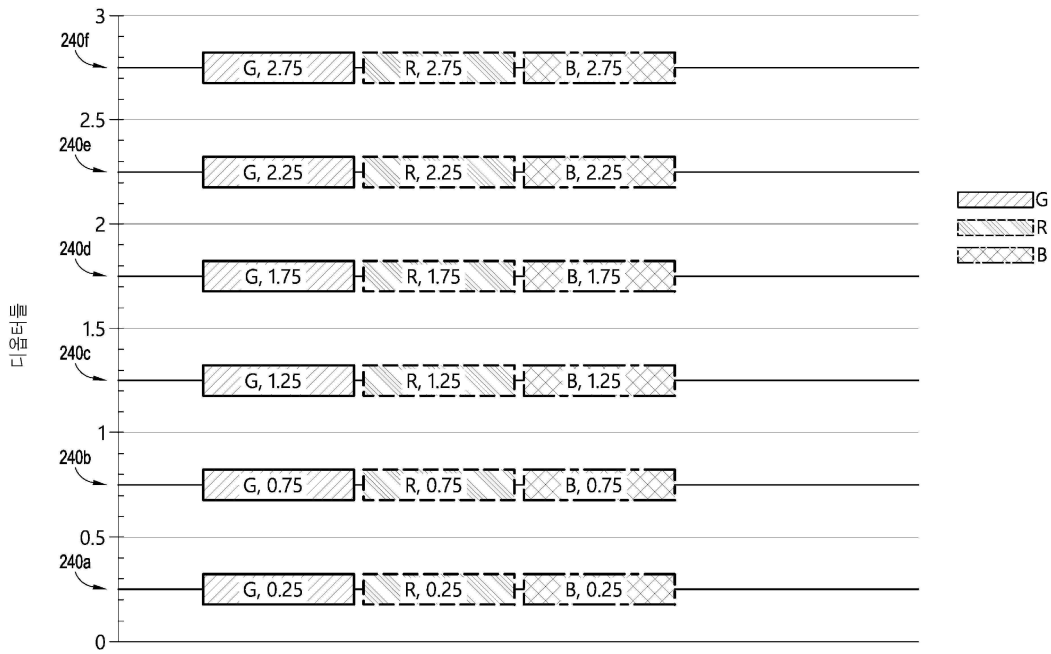 3
240f
G, 2.75 R, 2.75 B, 2.75
2.5
240e
G, 2.25 R, 2.25 B, 2.25
G
2
R
240d
B
G, 1.75 R, 1.75 B, 1.75
디옵터들
1.5
240c
G, 1.25 R, 1.25 B, 1.25
1
240b
G, 0.75 R, 0.75 B, 0.75
0.5
240a
G, 0.25 R, 0.25 B, 0.25
0